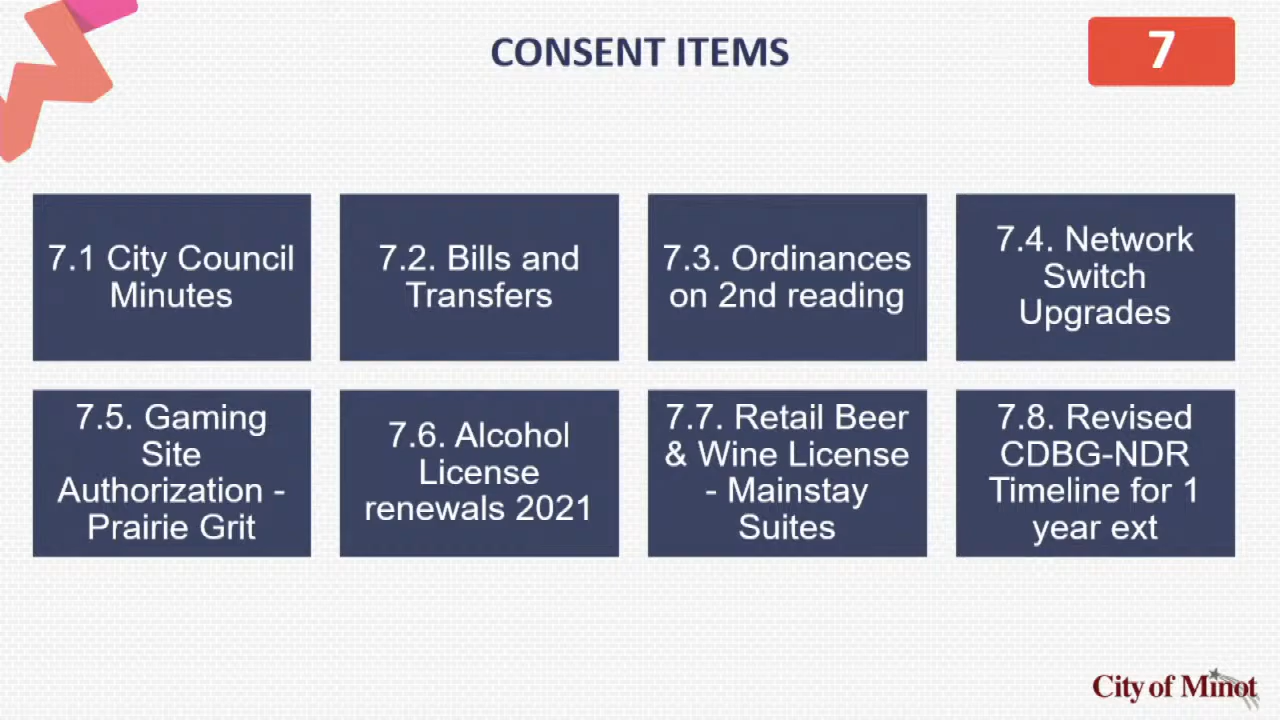 CONSENT ITEMS
7
7.1 City Council
Minutes
7.2. Bills and
Transfers
7.3. Ordinances
on 2nd reading
7.4. Network
Switch
Upgrades
7.5. Gaming
Site
Authorization -
Prairie Grit
7.6. Alcohol
License
renewals 2021
7.7. Retail Beer
& Wine License
- Mainstay
Suites
7.8. Revised
CDBG-NDR
Timeline for 1
year ext
City of Minot